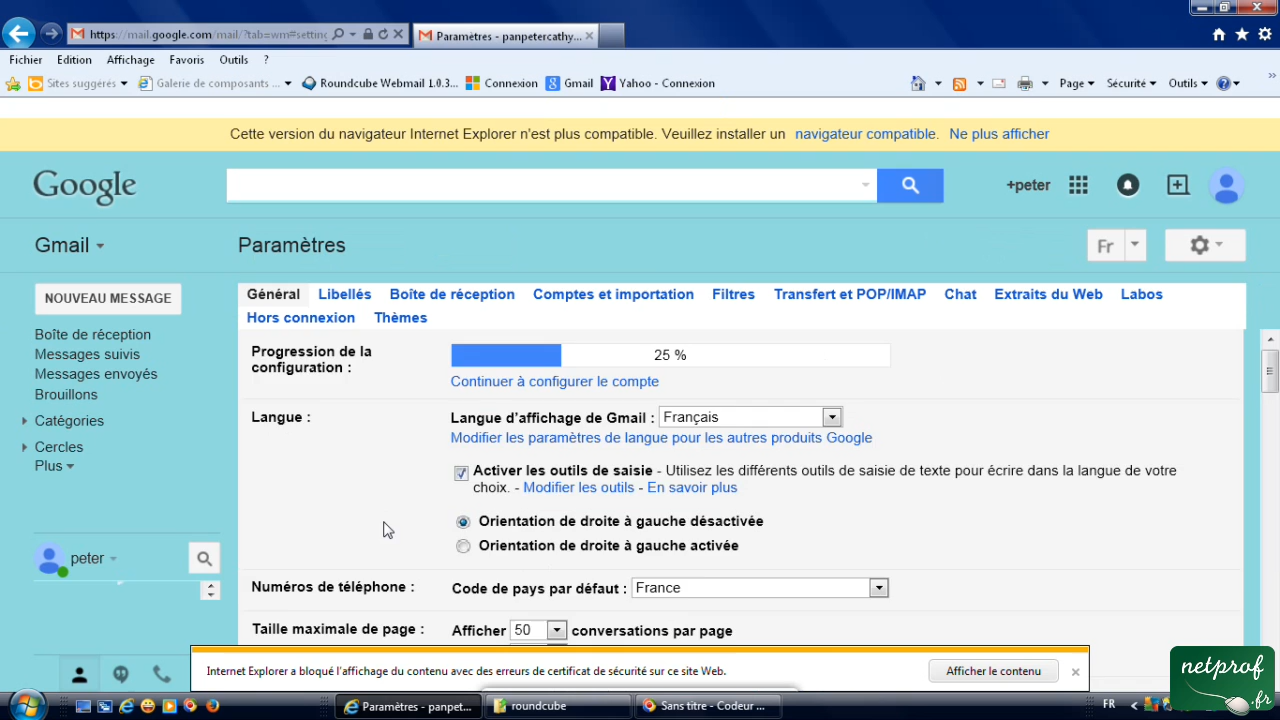 https://mail.google.com/mail/?tab=wm#setting
Paramètres - panpetercathy...
Fichier Edition Affichage Favoris Outils ?
Sites suggérés Galerie de composants ... Roundcube Webmail 1.0.3... Connexion Gmail Yahoo - Connexion Page Sécurité Outils
Cette version du navigateur Internet Explorer n'est plus compatible. Veuillez installer un navigateur compatible. Ne plus afficher
Google
+peter
Gmail
Paramètres
Fr
NOUVEAU MESSAGE
Boîte de réception
Messages suivis
Messages envoyés
Brouillons
Catégories
Cercles
Plus
peter
Général Libellés Boîte de réception Comptes et importation Filtres Transfert et POP/IMAP Chat Extraits du Web Labos
Hors connexion Thèmes
Progression de la
configuration :
25 %
Continuer à configurer le compte
Langue :
Langue d'affichage de Gmail : Français
Modifier les paramètres de langue pour les autres produits Google
Activer les outils de saisie - Utilisez les différents outils de saisie de texte pour écrire dans la langue de votre
choix. - Modifier les outils - En savoir plus
Orientation de droite à gauche désactivée
Orientation de droite à gauche activée
Numéros de téléphone :
Code de pays par défaut : France
Taille maximale de page :
Afficher 50 conversations par page
Internet Explorer a bloqué l'affichage du contenu avec des erreurs de certificat de sécurité sur ce site Web.
Afficher le contenu
netprof
.fr
Paramètres - panpet...
roundcube
Sans titre - Codeur ...
FR